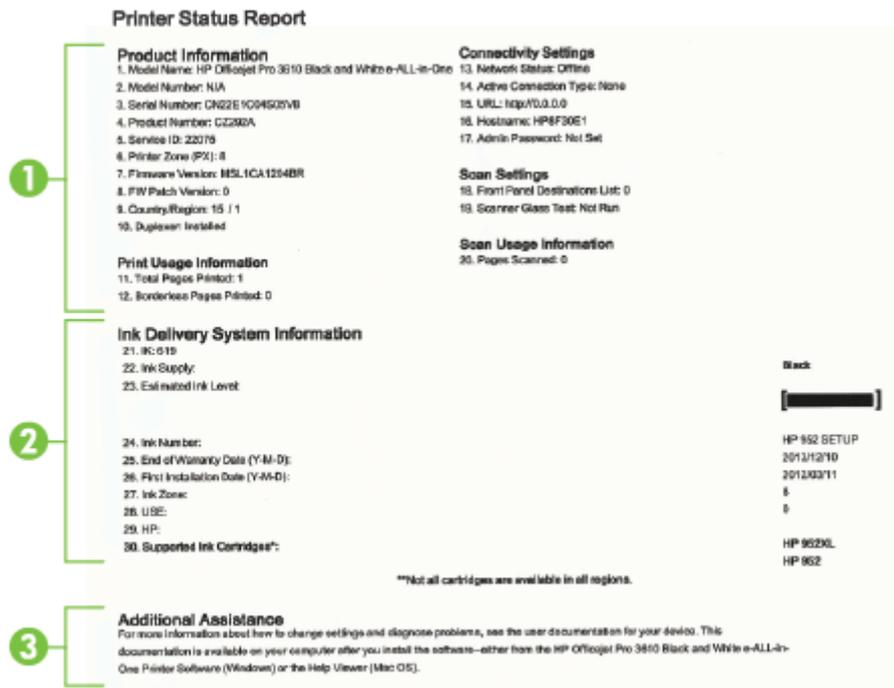 Printer Status Report
1
Product Information
1. Model Name: HP Officejet Pro 3610 Black and White e-ALL-in-One
2. Model Number: N/A
3. Serial Number:
4. Product Number: CZ292A
5. Service ID: 22076
6. Printer Zone (PX): 8
7. Firmware Version: MSL1CA1204BR
8. FW Patch Version: 0
9. Country/Region: 15 / 1
10. Duplexer: Installed
Print Usage Information
11. Total Pages Printed: 1
12. Borderless Pages Printed: 0
Connectivity Settings
13. Network Status: Offline
14. Active Connection Type: None
15. URL: http://0.0.0.0
16. Hostname: HP8F30E1
17. Admin Password: Not Set
Scan Settings
18. Front Panel Destinations List: 0
19. Scanner Glass Test: Not Run
Scan Usage Information
20. Pages Scanned: 0
2
Ink Delivery System Information
21. IK: 619
22. Ink Supply: Black
23. Estimated Ink Level:
24. Ink Number: HP 952 SETUP
25. End of Warranty Date (Y-M-D): 2013/12/10
26. First Installation Date (Y-M-D): 2012/03/11
27. Ink Zone:
28. USE:
29. HP:
30. Supported Ink Cartridges*: HP 952XL
HP 952
**Not all cartridges are available in all regions.
3
Additional Assistance
For more information about how to change settings and diagnose problems, see the user documentation for your device. This
documentation is available on your computer after you install the software--either from the HP Officejet Pro 3610 Black and White e-ALL-in-
One Printer Software (Windows) or the Help Viewer (Mac OS).